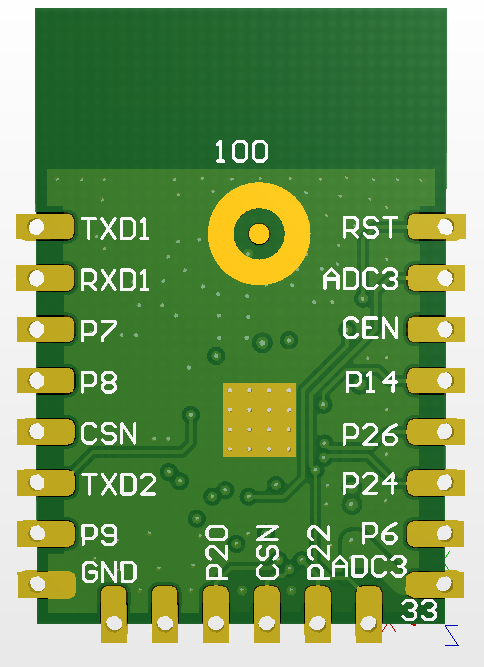 100
TXD1 RST
RXD1 ADC3
P7 CEN
P8 P14
CSN P26
TXD2 P24
P9 P6
GND P20 CSN P22 ADC3
33